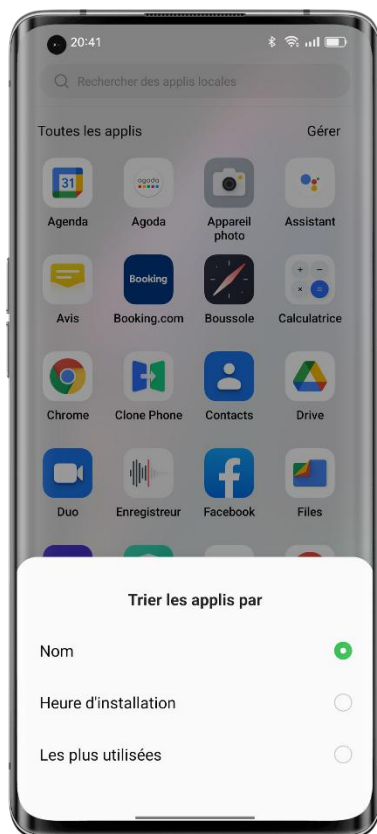 20:41
Rechercher des applis locales
Toutes les applis
Gérer
31
agoda
Agenda
Agoda
Appareil
photo
Assistant
Booking
Avis
Booking.com
Boussole
Calculatrice
Chrome
Clone Phone
Contacts
Drive
Duo
Enregistreur
Facebook
Files
Trier les applis par
Nom
Heure d'installation
Les plus utilisées